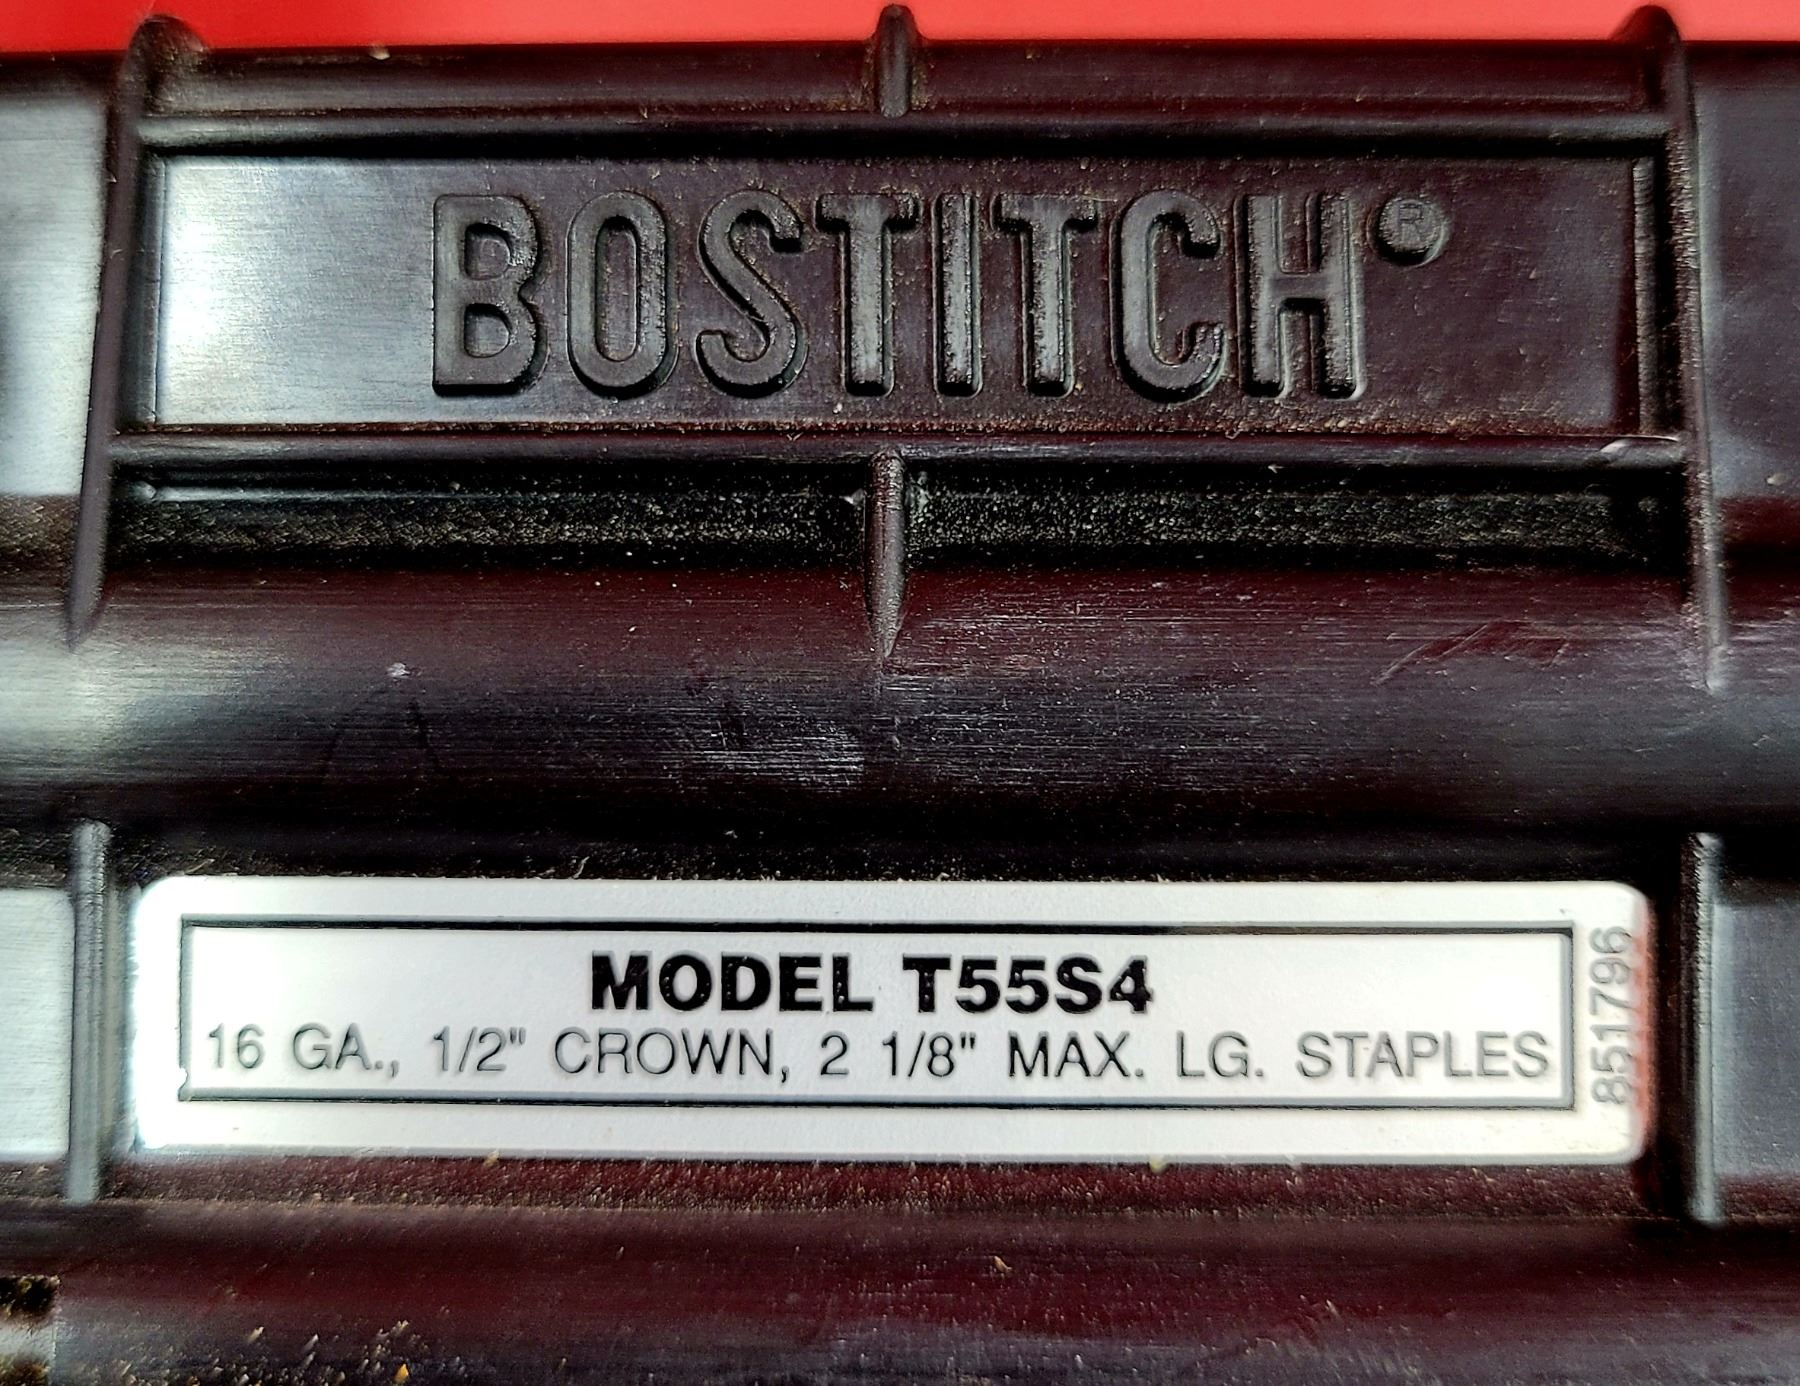 BOSTITCH®
MODEL T55S4
16 GA., 1/2" CROWN, 2 1/8" MAX. LG. STAPLES
851796